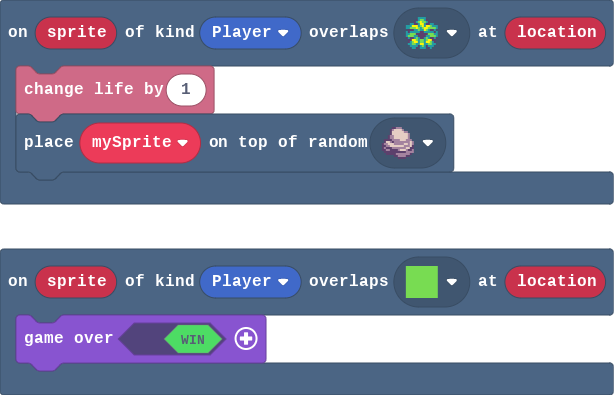 on sprite of kind Player overlaps at location
change life by 1
place mySprite on top of random
on sprite of kind Player overlaps at location
game over WIN